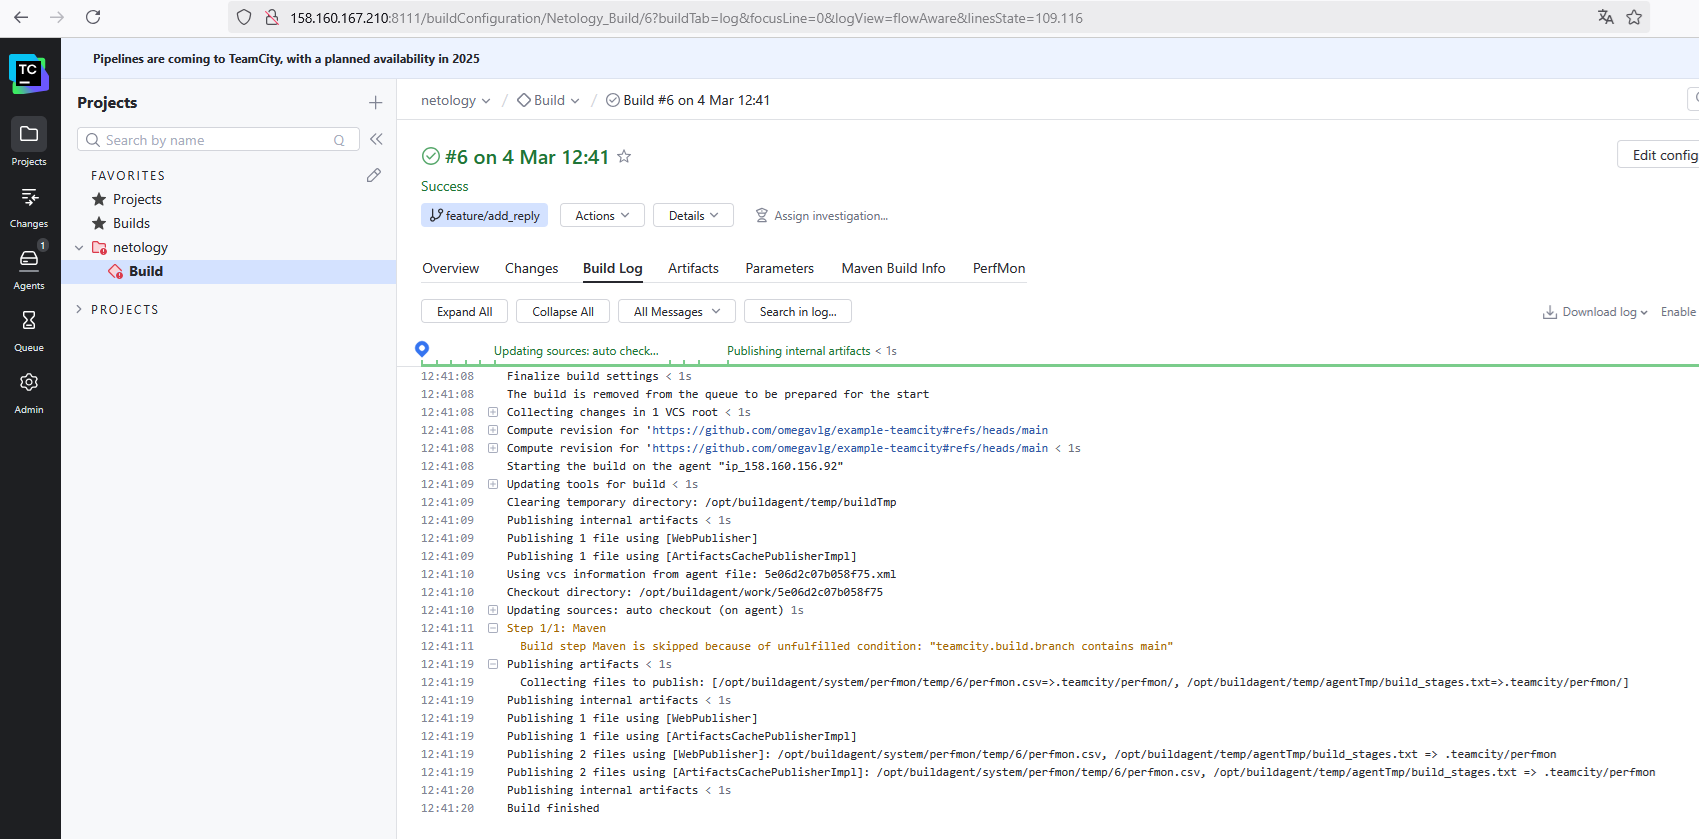 158.160.167.210:8111/buildConfiguration/Netology_Build/6?buildTab=log&focusLine=0&logView=flowAware&linesState=109.116
TC
Pipelines are coming to TeamCity, with a planned availability in 2025
Projects
Changes
1
Agents
Queue
Admin
Projects
Search by name
Q
FAVORITES
Projects
Builds
netology
Build
PROJECTS
netology / Build / Build #6 on 4 Mar 12:41
#6 on 4 Mar 12:41
Edit config
Success
feature/add_reply Actions Details Assign investigation...
Overview Changes Build Log Artifacts Parameters Maven Build Info PerfMon
Expand All Collapse All All Messages Search in log... Download log Enable
Updating sources: auto check... Publishing internal artifacts < 1s
12:41:08 Finalize build settings < 1s
12:41:08 The build is removed from the queue to be prepared for the start
12:41:08 Collecting changes in 1 VCS root < 1s
12:41:08 Compute revision for 'https://github.com/omegavlg/example-teamcity#refs/heads/main
12:41:08 Compute revision for 'https://github.com/omegavlg/example-teamcity#refs/heads/main < 1s
12:41:08 Starting the build on the agent "ip_158.160.156.92"
12:41:09 Updating tools for build < 1s
12:41:09 Clearing temporary directory: /opt/buildagent/temp/buildTmp
12:41:09 Publishing internal artifacts < 1s
12:41:09 Publishing 1 file using [WebPublisher]
12:41:09 Publishing 1 file using [ArtifactsCachePublisherImpl]
12:41:10 Using vcs information from agent file: 5e06d2c07b058f75.xml
12:41:10 Checkout directory: /opt/buildagent/work/5e06d2c07b058f75
12:41:10 Updating sources: auto checkout (on agent) 1s
12:41:11 Step 1/1: Maven
12:41:11 Build step Maven is skipped because of unfulfilled condition: "teamcity.build.branch contains main"
12:41:19 Publishing artifacts < 1s
12:41:19 Collecting files to publish: [/opt/buildagent/system/perfmon/temp/6/perfmon.csv=>.teamcity/perfmon/, /opt/buildagent/temp/agentTmp/build_stages.txt=>.teamcity/perfmon/]
12:41:19 Publishing internal artifacts < 1s
12:41:19 Publishing 1 file using [WebPublisher]
12:41:19 Publishing 1 file using [ArtifactsCachePublisherImpl]
12:41:19 Publishing 2 files using [WebPublisher]: /opt/buildagent/system/perfmon/temp/6/perfmon.csv, /opt/buildagent/temp/agentTmp/build_stages.txt => .teamcity/perfmon
12:41:19 Publishing 2 files using [ArtifactsCachePublisherImpl]: /opt/buildagent/system/perfmon/temp/6/perfmon.csv, /opt/buildagent/temp/agentTmp/build_stages.txt => .teamcity/perfmon
12:41:20 Publishing internal artifacts < 1s
12:41:20 Build finished